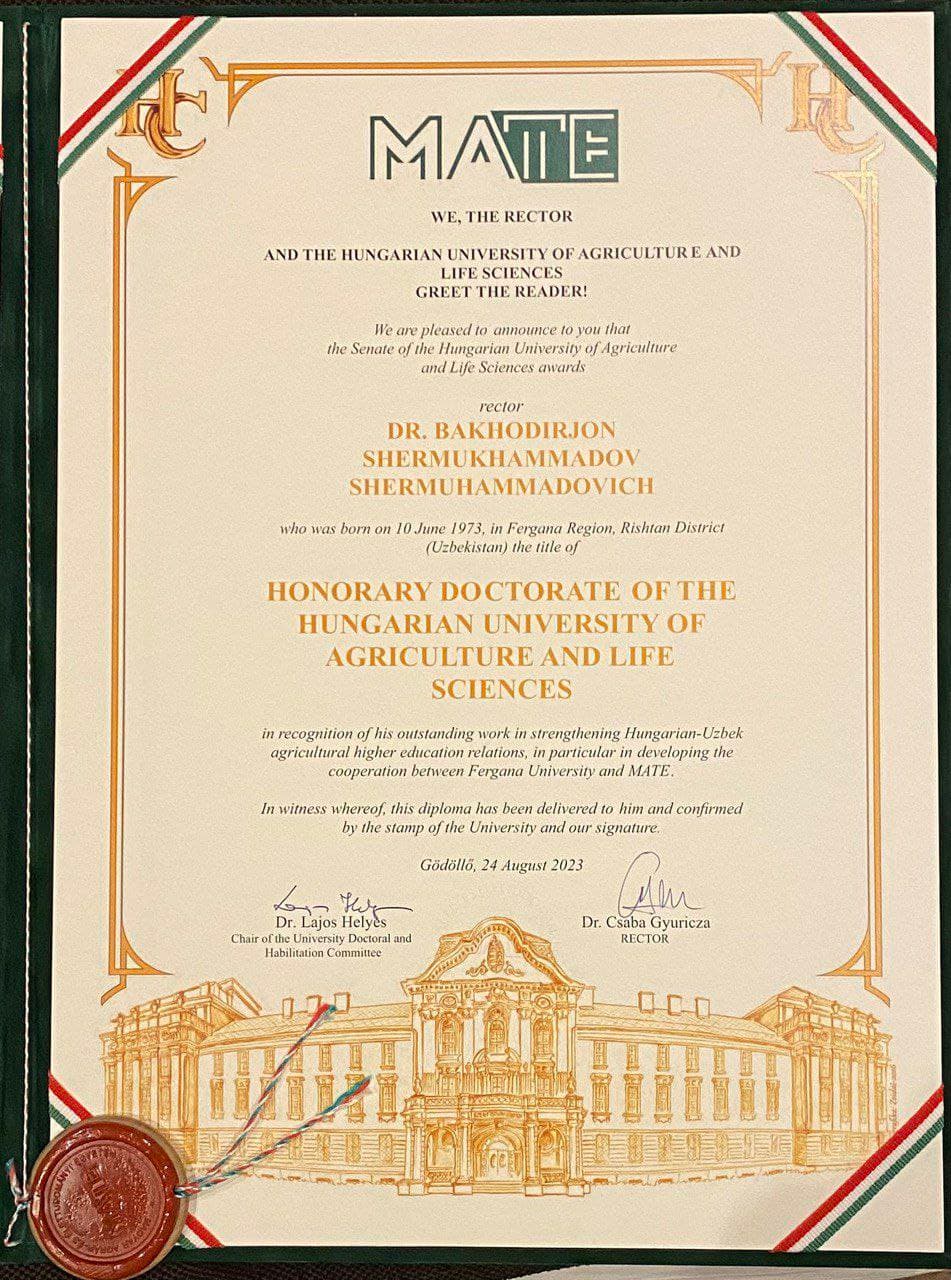 HC
HC
MATE
WE, THE RECTOR
AND THE HUNGARIAN UNIVERSITY OF AGRICULTURE AND
LIFE SCIENCES
GREET THE READER!
We are pleased to announce to you that
the Senate of the Hungarian University of Agriculture
and Life Sciences awards
rector
DR. BAKHODIRJON
SHERMUKHAMMADOV
SHERMUHAMMADOVICH
who was born on 10 June 1973, in Fergana Region, Rishtan District
(Uzbekistan) the title of
HONORARY DOCTORATE OF THE
HUNGARIAN UNIVERSITY OF
AGRICULTURE AND LIFE
SCIENCES
in recognition of his outstanding work in strengthening Hungarian-Uzbek
agricultural higher education relations, in particular in developing the
cooperation between Fergana University and MATE.
In witness whereof, this diploma has been delivered to him and confirmed
by the stamp of the University and our signature.
Gödöllő, 24 August 2023
Dr. Lajos Helyes
Chair of the University Doctoral and
Habilitation Committee
Dr. Csaba Gyuricza
RECTOR